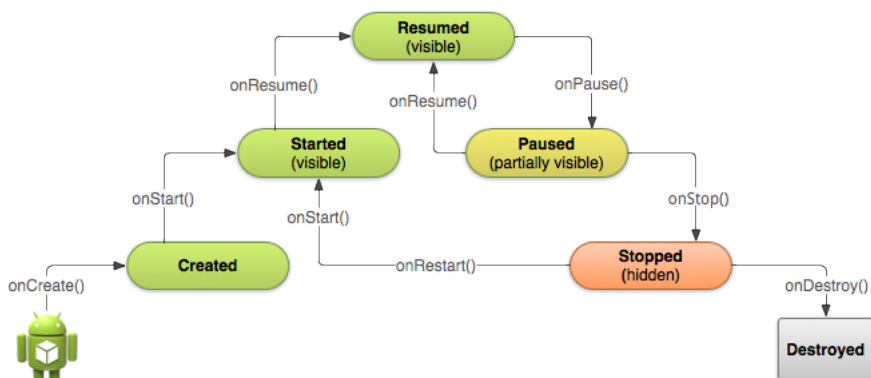 Resumed
(visible)
onResume()
onResume()
onPause()
Started
(visible)
Paused
(partially visible)
onStart()
onStart()
onStop()
Created
onRestart()
Stopped
(hidden)
onCreate()
onDestroy()
Destroyed